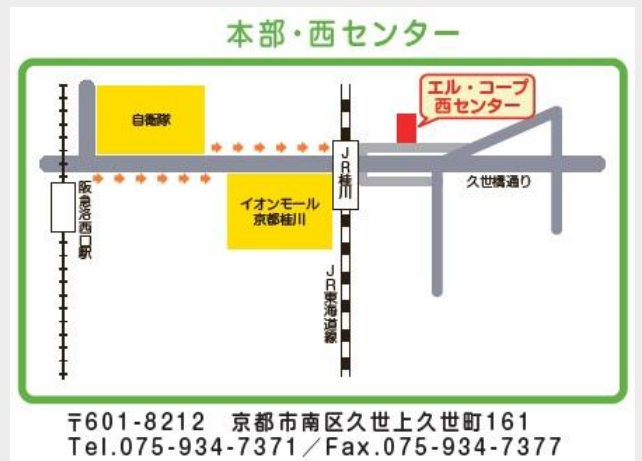 本部・西センター
自衛隊
エル・コープ
西センター
JR桂川
久世橋通り
阪急洛西口駅
イオンモール
京都桂川
JR東海道線
〒601-8212 京都市南区久世上久世町161
Tel.075-934-7371／Fax.075-934-7377